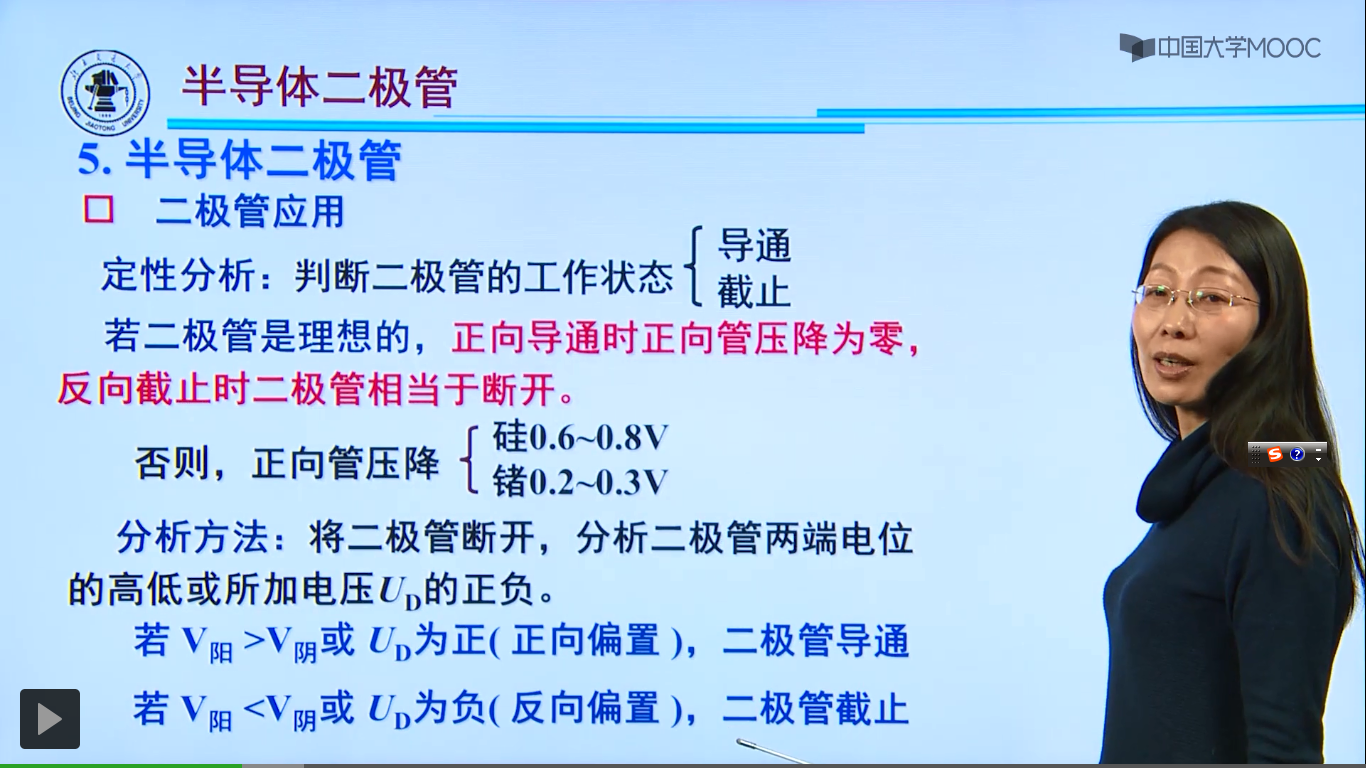 中国大学MOOC
半导体二极管
BEIJING JIAOTONG UNIVERSITY
5. 半导体二极管
二极管应用
定性分析：判断二极管的工作状态
导通
截止
若二极管是理想的，正向导通时正向管压降为零，
反向截止时二极管相当于断开。
否则，正向管压降
硅0.6~0.8V
锗0.2~0.3V
分析方法：将二极管断开，分析二极管两端电位
的高低或所加电压UD的正负。
若 V阳 >V阴或 UD为正( 正向偏置 )，二极管导通
若 V阳 <V阴或 UD为负( 反向偏置 )，二极管截止